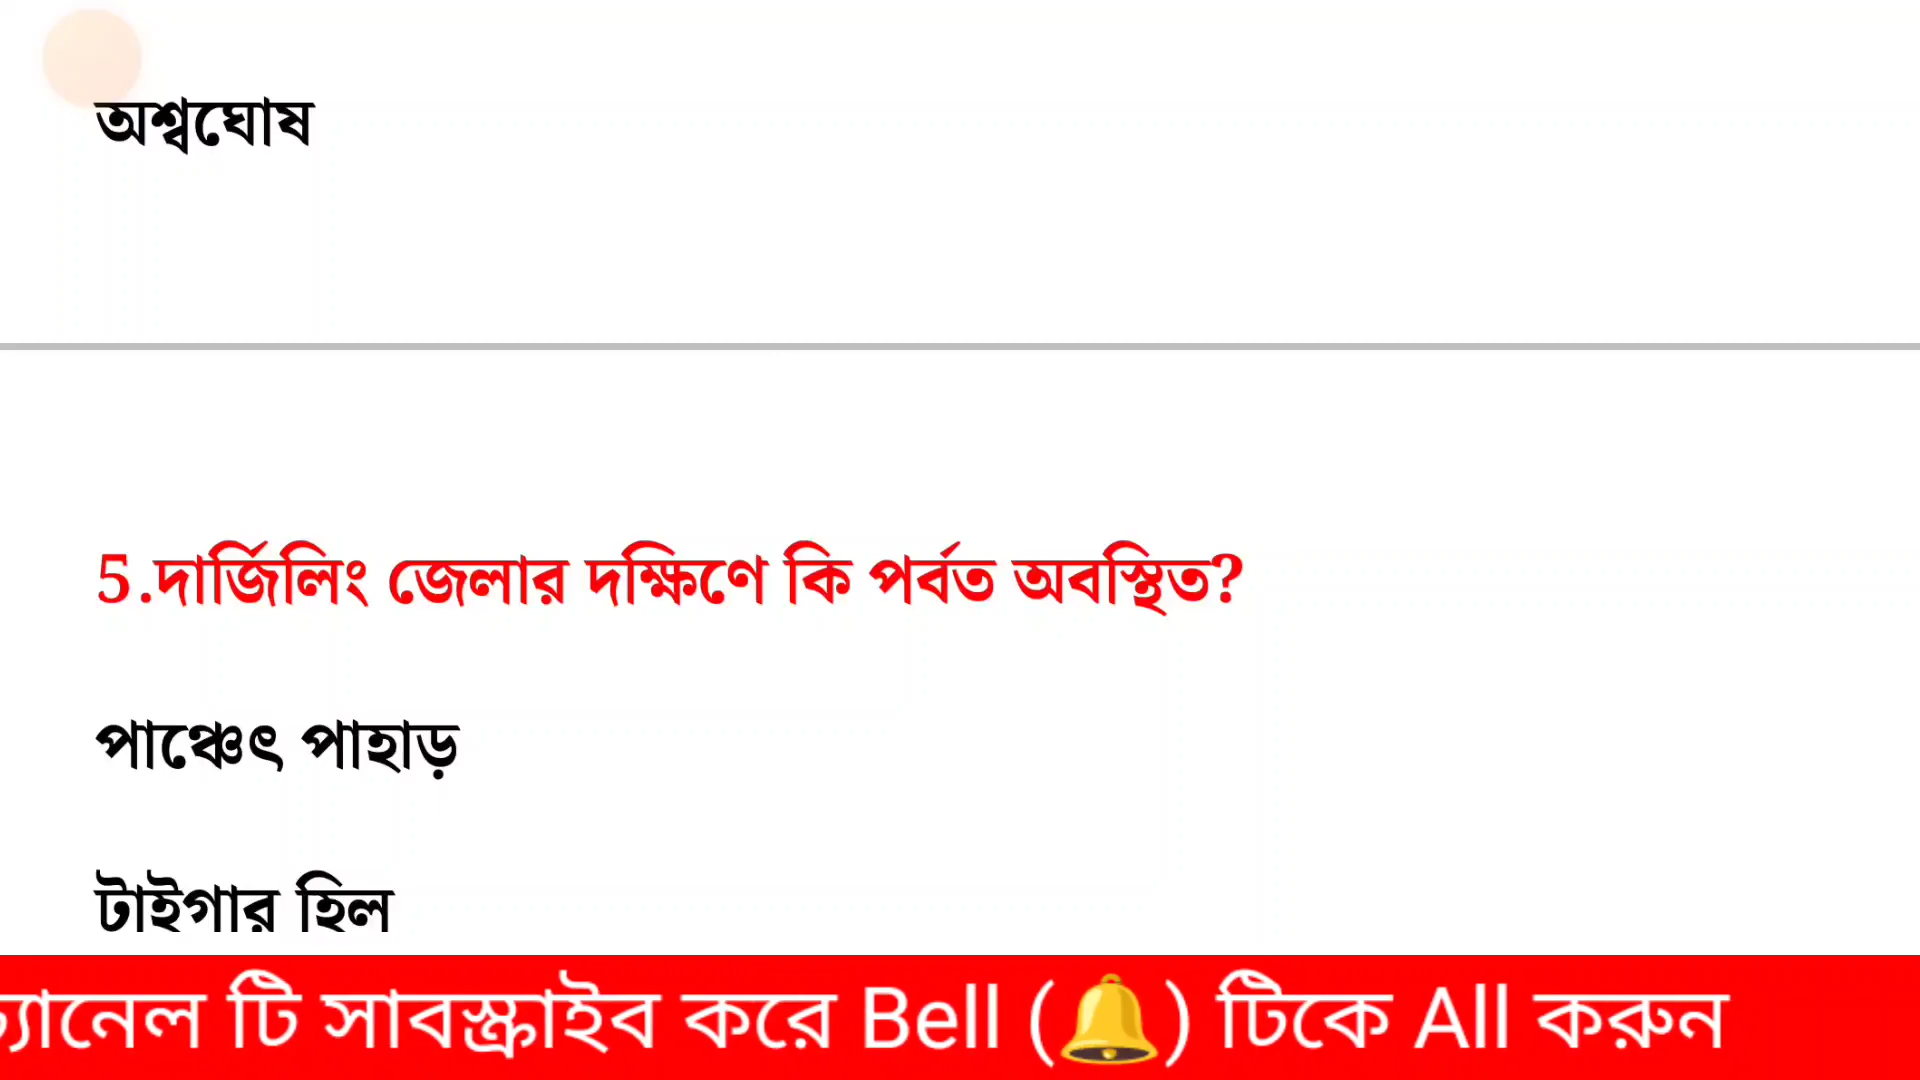 অশ্বঘোষ
5.দার্জিলিং জেলার দক্ষিণে কি পর্বত অবস্থিত?
পাঞ্চেৎ পাহাড়
টাইগার হিল
চ্যানেল টি সাবস্ক্রাইব করে Bell (🔔) টিকে All করুন